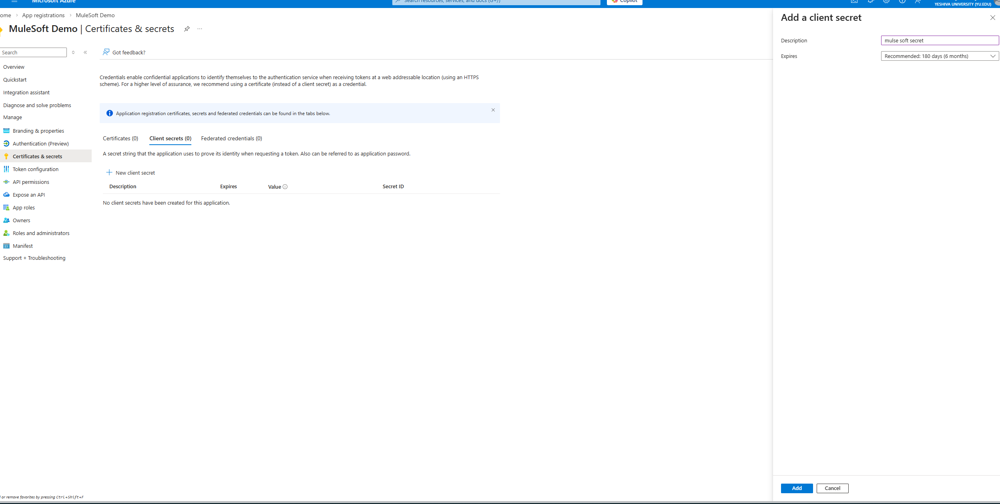 Microsoft Azure
Search resources, services, and docs (G+/)
Copilot
YESHIVA UNIVERSITY (YU.EDU)
ome > App registrations > MuleSoft Demo
MuleSoft Demo | Certificates & secrets
Search
Got feedback?
Overview
Quickstart
Integration assistant
Diagnose and solve problems
Manage
Branding & properties
Authentication (Preview)
Certificates & secrets
Token configuration
API permissions
Expose an API
App roles
Owners
Roles and administrators
Manifest
Support + Troubleshooting
Credentials enable confidential applications to identify themselves to the authentication service when receiving tokens at a web addressable location (using an HTTPS
scheme). For a higher level of assurance, we recommend using a certificate (instead of a client secret) as a credential.
Application registration certificates, secrets and federated credentials can be found in the tabs below.
Certificates (0) Client secrets (0) Federated credentials (0)
A secret string that the application uses to prove its identity when requesting a token. Also can be referred to as application password.
New client secret
Description Expires Value Secret ID
No client secrets have been created for this application.
or remove favorites by pressing Ctrl+Shift+F
Add a client secret
Description mulse soft secret
Expires Recommended: 180 days (6 months)
Add Cancel